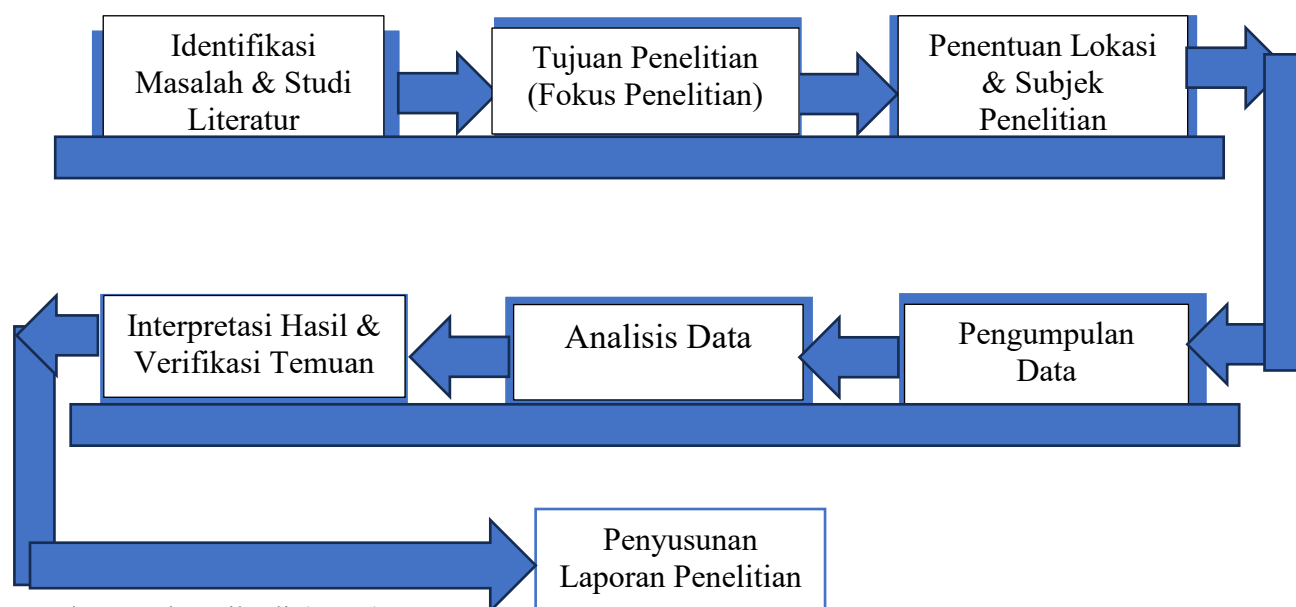 Identifikasi
Masalah & Studi
Literatur
Tujuan Penelitian
(Fokus Penelitian)
Penentuan Lokasi
& Subjek
Penelitian
Interpretasi Hasil &
Verifikasi Temuan
Analisis Data
Pengumpulan
Data
Penyusunan
Laporan Penelitian